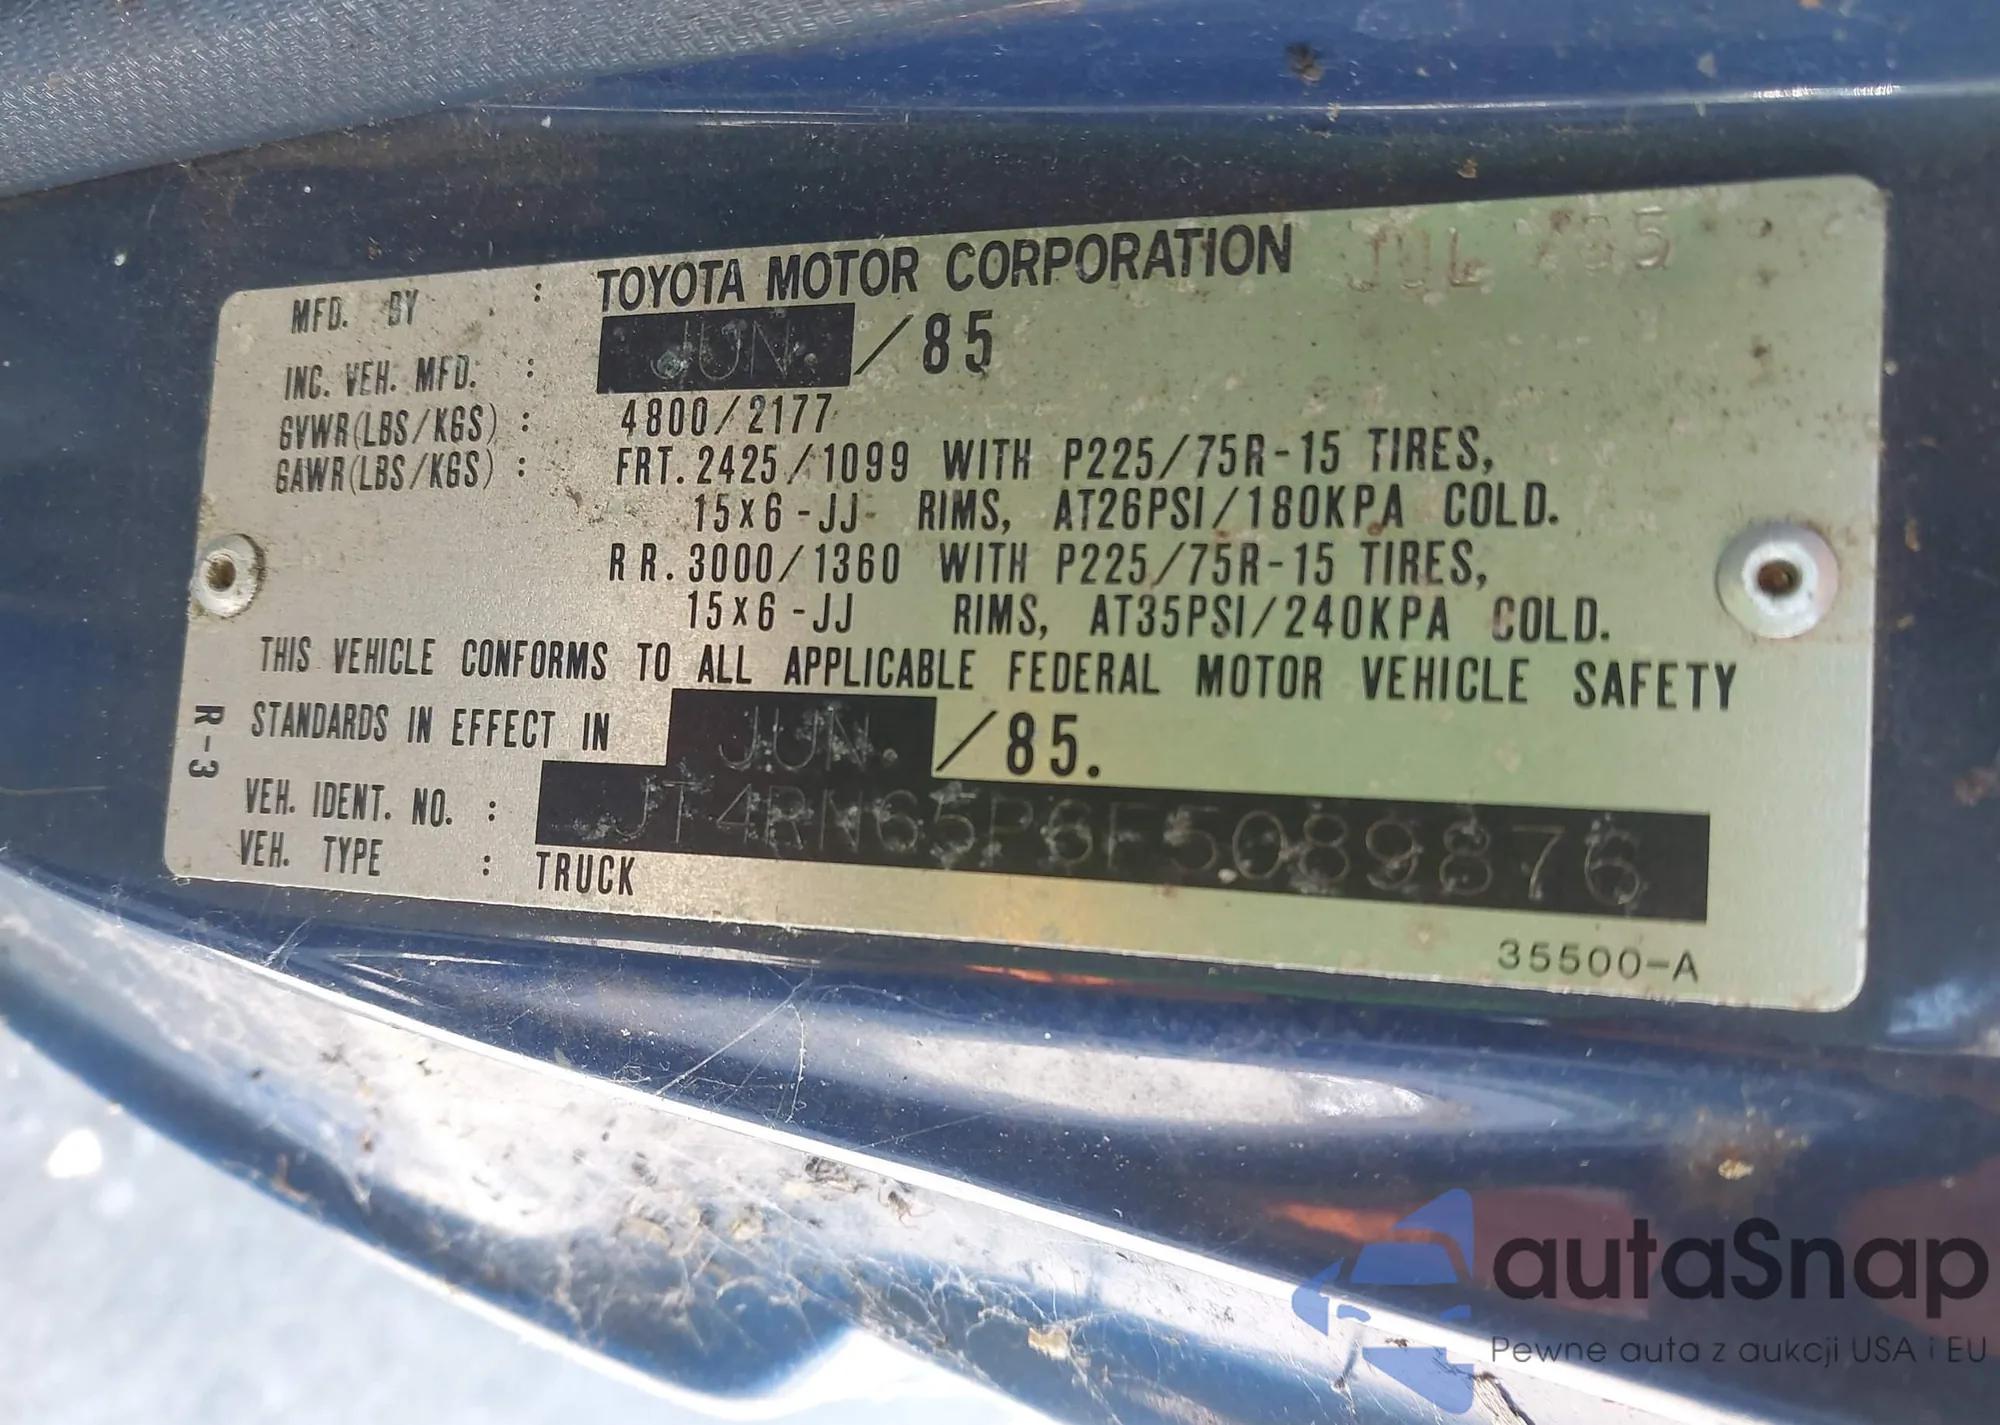 MFD. BY : TOYOTA MOTOR CORPORATION JUL /85
INC. VEH. MFD. : JUN. /85
GVWR(LBS/KGS) : 4800/2177
GAWR(LBS/KGS) : FRT. 2425/1099 WITH P225/75R-15 TIRES,
15x6-JJ RIMS, AT26PSI/180KPA COLD.
RR. 3000/1360 WITH P225/75R-15 TIRES,
15x6-JJ RIMS, AT35PSI/240KPA COLD.
THIS VEHICLE CONFORMS TO ALL APPLICABLE FEDERAL MOTOR VEHICLE SAFETY
STANDARDS IN EFFECT IN JUN. /85.
VEH. IDENT. NO. : JT4RN65P6F5089876
VEH. TYPE : TRUCK
R-3
35500-A
autaSnap
Pewne auta z aukcji USA i EU